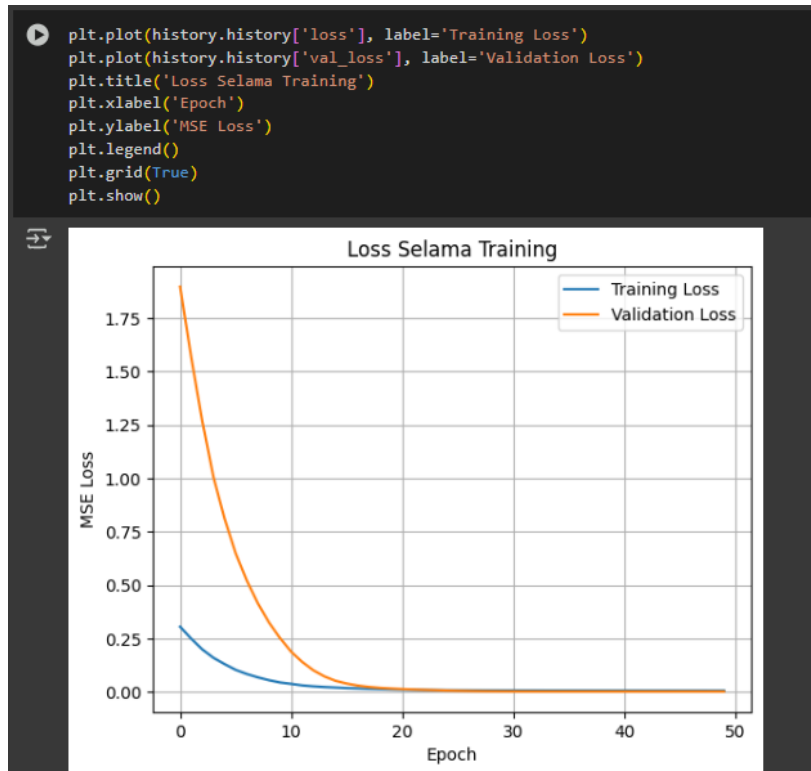 plt.plot(history.history['loss'], label='Training Loss')
plt.plot(history.history['val_loss'], label='Validation Loss')
plt.title('Loss Selama Training')
plt.xlabel('Epoch')
plt.ylabel('MSE Loss')
plt.legend()
plt.grid(True)
plt.show()
Loss Selama Training
Training Loss
Validation Loss
MSE Loss
1.75
1.50
1.25
1.00
0.75
0.50
0.25
0.00
0 10 20 30 40 50
Epoch